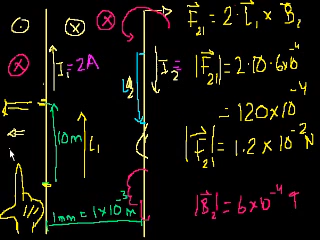 F₂₁ = 2 · L₁ × B₂
I₁ = 2A
I₂ =
|F₂₁| = 2 · 10 · 6×10⁻⁴
L₂
= 120×10⁻⁴
10m
L₁
|F₂₁| = 1.2×10⁻² N
1mm = 1×10⁻³ m
|B₂| = 6×10⁻⁴ T